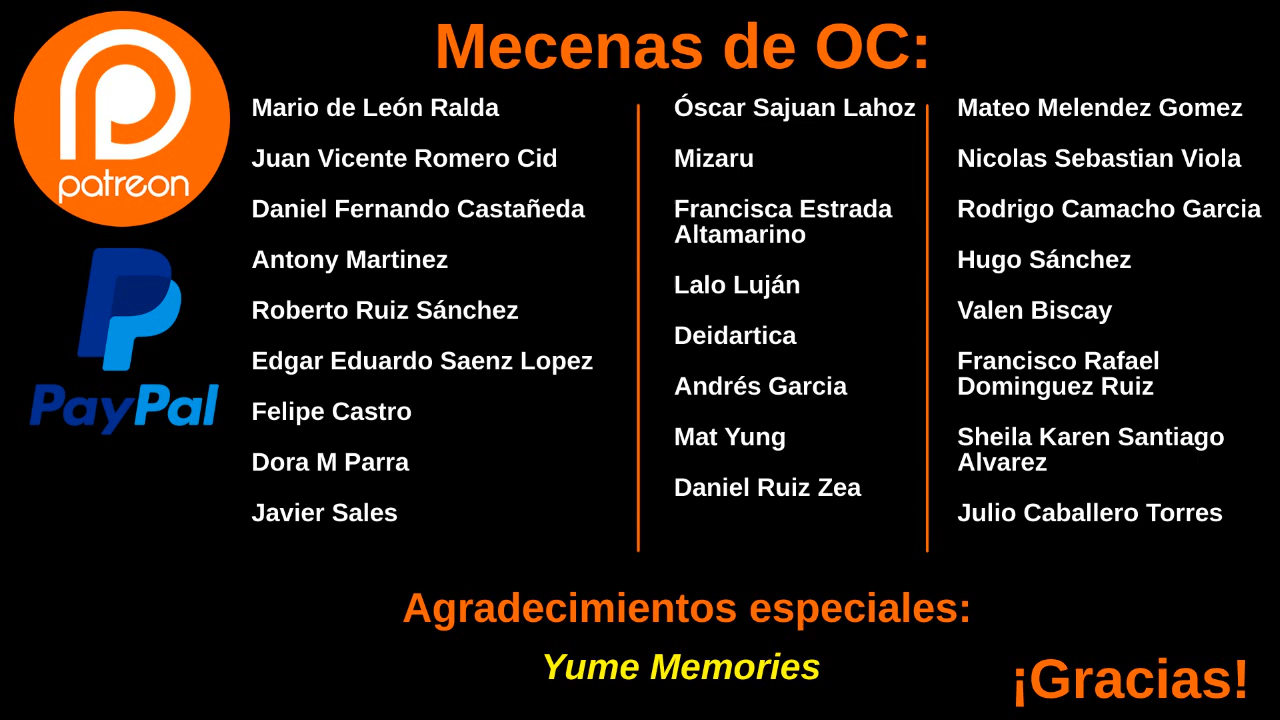 patreon
PayPal
Mecenas de OC:
Mario de León Ralda
Juan Vicente Romero Cid
Daniel Fernando Castañeda
Antony Martinez
Roberto Ruiz Sánchez
Edgar Eduardo Saenz Lopez
Felipe Castro
Dora M Parra
Javier Sales
Óscar Sajuan Lahoz
Mizaru
Francisca Estrada
Altamarino
Lalo Luján
Deidartica
Andrés Garcia
Mat Yung
Daniel Ruiz Zea
Mateo Melendez Gomez
Nicolas Sebastian Viola
Rodrigo Camacho Garcia
Hugo Sánchez
Valen Biscay
Francisco Rafael
Dominguez Ruiz
Sheila Karen Santiago
Alvarez
Julio Caballero Torres
Agradecimientos especiales:
Yume Memories
¡Gracias!